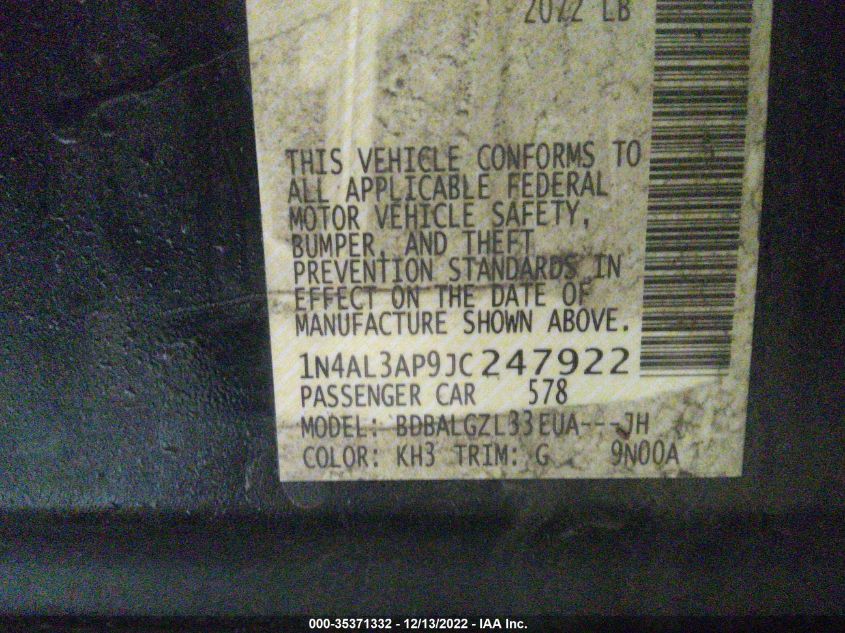 2072 LB
THIS VEHICLE CONFORMS TO
ALL APPLICABLE FEDERAL
MOTOR VEHICLE SAFETY,
BUMPER, AND THEFT
PREVENTION STANDARDS IN
EFFECT ON THE DATE OF
MANUFACTURE SHOWN ABOVE.
1N4AL3AP9JC247922
PASSENGER CAR 578
MODEL: BDBALGZL33EUA---JH
COLOR: KH3 TRIM: G 9N00A
000-35371332 - 12/13/2022 - IAA Inc.